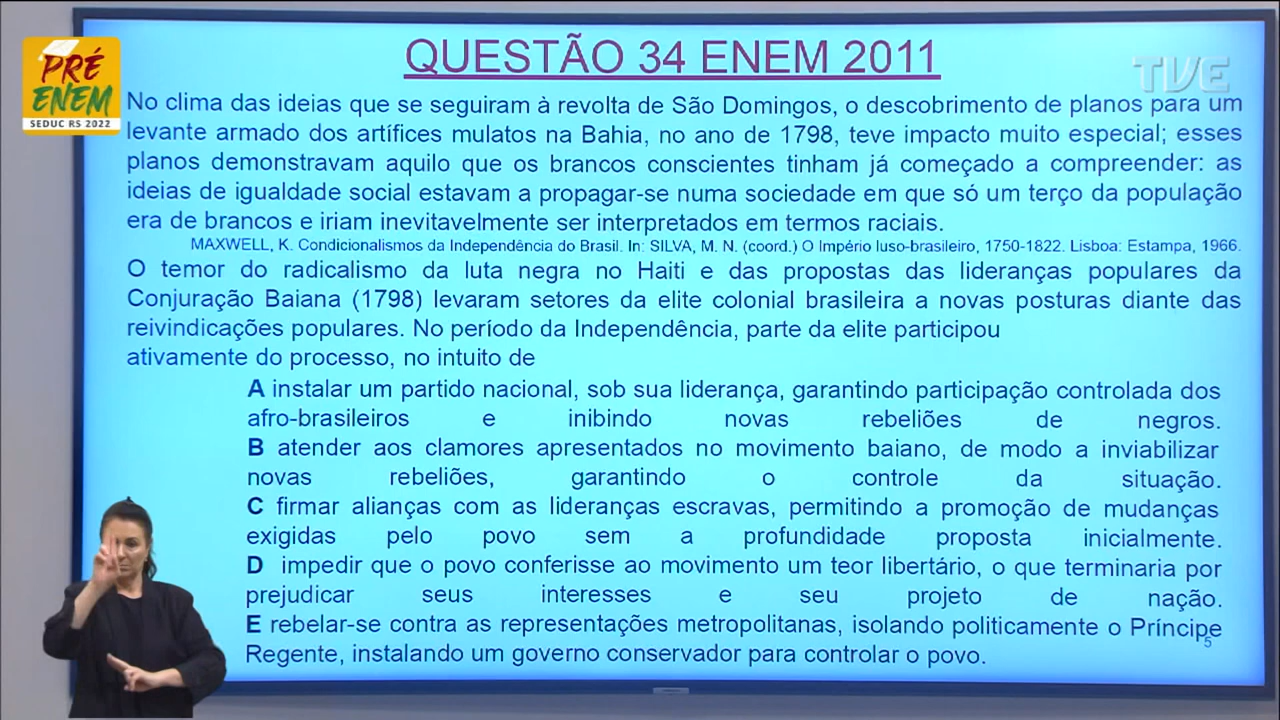 PRÉ
ENEM
SEDUC RS 2022
TVE
QUESTÃO 34 ENEM 2011
No clima das ideias que se seguiram à revolta de São Domingos, o descobrimento de planos para um
levante armado dos artífices mulatos na Bahia, no ano de 1798, teve impacto muito especial; esses
planos demonstravam aquilo que os brancos conscientes tinham já começado a compreender: as
ideias de igualdade social estavam a propagar-se numa sociedade em que só um terço da população
era de brancos e iriam inevitavelmente ser interpretados em termos raciais.
MAXWELL, K. Condicionalismos da Independência do Brasil. In: SILVA, M. N. (coord.) O Império luso-brasileiro, 1750-1822. Lisboa: Estampa, 1966.
O temor do radicalismo da luta negra no Haiti e das propostas das lideranças populares da
Conjuração Baiana (1798) levaram setores da elite colonial brasileira a novas posturas diante das
reivindicações populares. No período da Independência, parte da elite participou
ativamente do processo, no intuito de
A instalar um partido nacional, sob sua liderança, garantindo participação controlada dos
afro-brasileiros e inibindo novas rebeliões de negros.
B atender aos clamores apresentados no movimento baiano, de modo a inviabilizar
novas rebeliões, garantindo o controle da situação.
C firmar alianças com as lideranças escravas, permitindo a promoção de mudanças
exigidas pelo povo sem a profundidade proposta inicialmente.
D impedir que o povo conferisse ao movimento um teor libertário, o que terminaria por
prejudicar seus interesses e seu projeto de nação.
E rebelar-se contra as representações metropolitanas, isolando politicamente o Príncipe
Regente, instalando um governo conservador para controlar o povo.
5